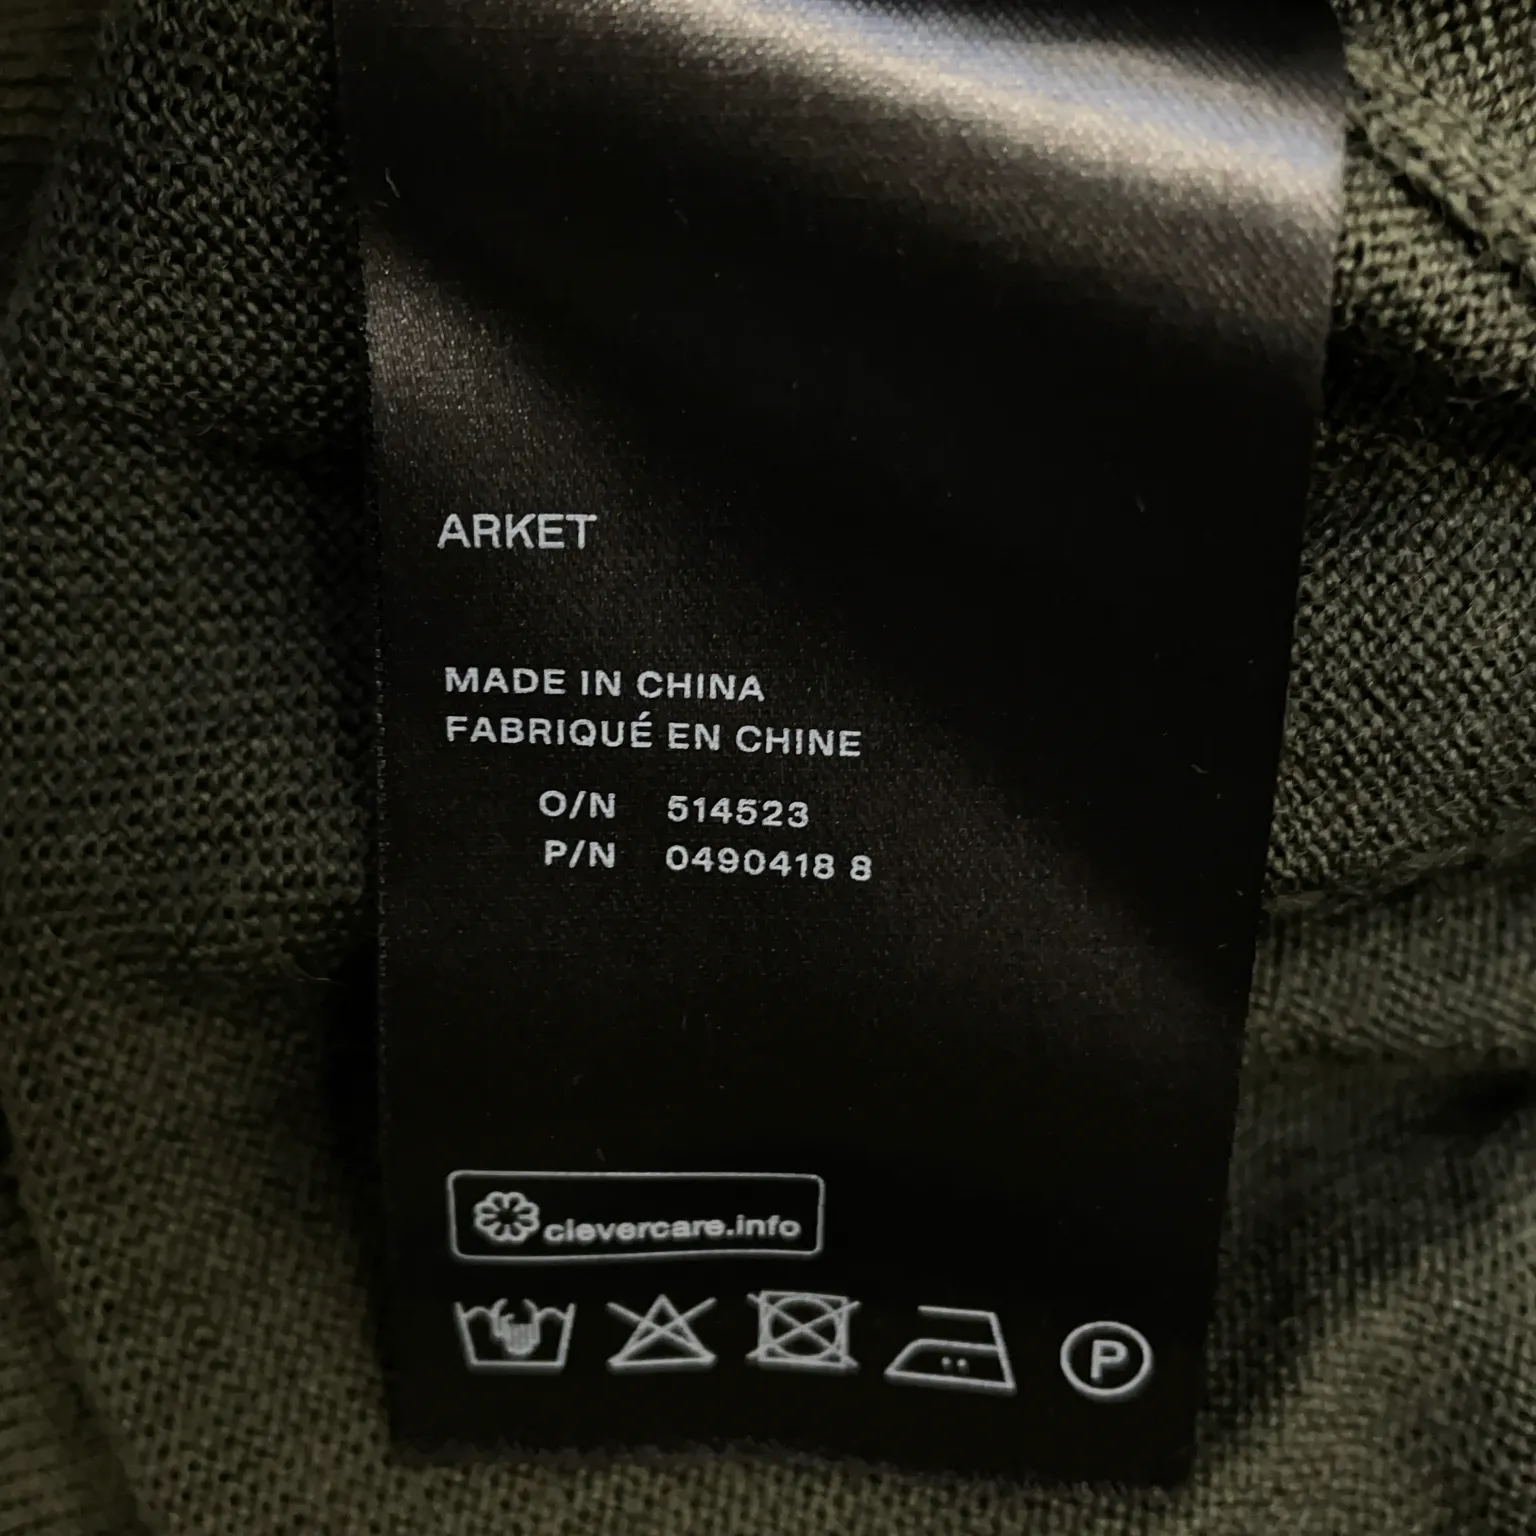 ARKET
MADE IN CHINA
FABRIQUÉ EN CHINE
O/N 514523
P/N 0490418 8
clevercare.info
P